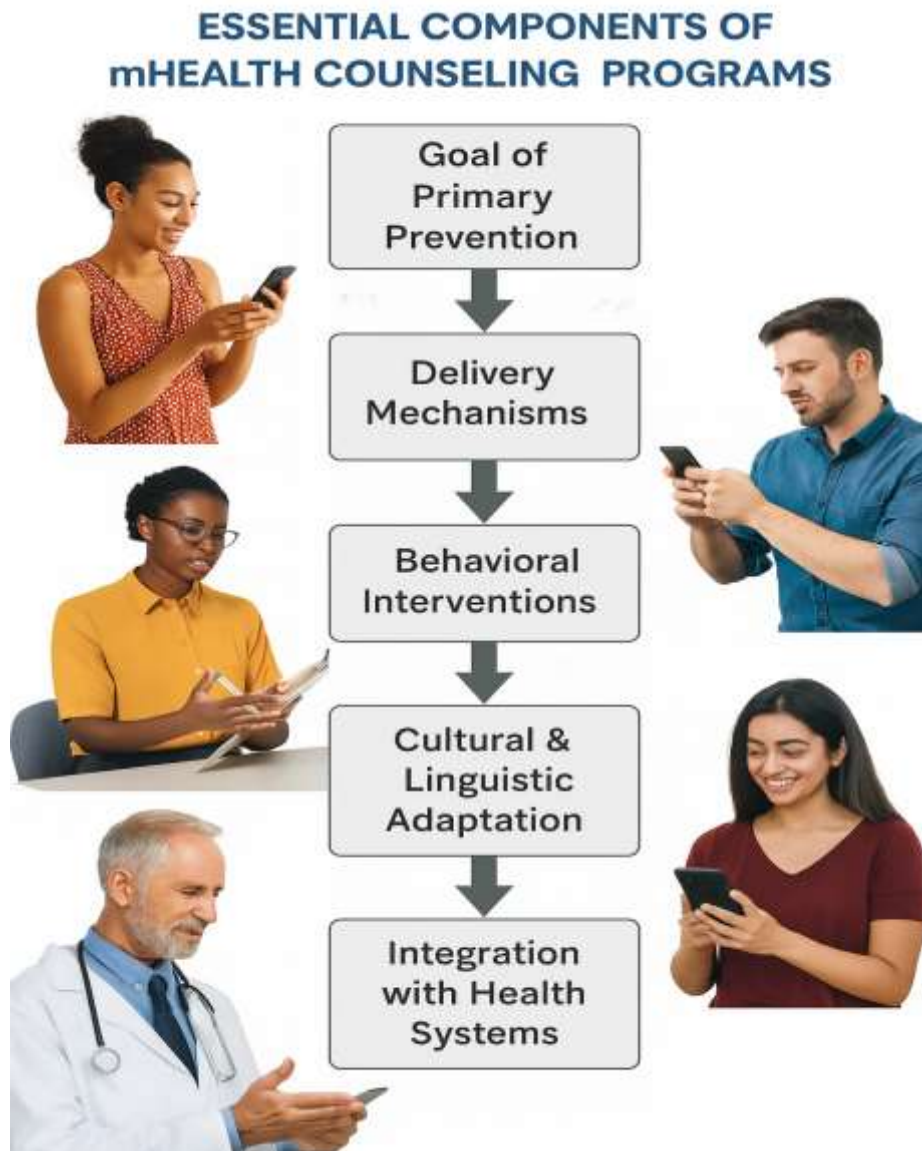 ESSENTIAL COMPONENTS OF
mHEALTH COUNSELING PROGRAMS
Goal of
Primary
Prevention
Delivery
Mechanisms
Behavioral
Interventions
Cultural &
Linguistic
Adaptation
Integration
with Health
Systems